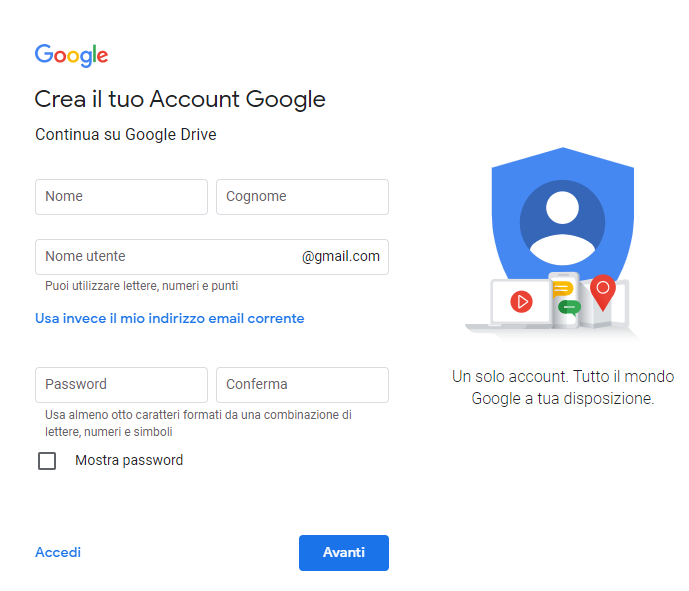 Google
Crea il tuo Account Google
Continua su Google Drive
Nome
Cognome
Nome utente
@gmail.com
Puoi utilizzare lettere, numeri e punti
Usa invece il mio indirizzo email corrente
Password
Conferma
Usa almeno otto caratteri formati da una combinazione di
lettere, numeri e simboli
Mostra password
Accedi
Avanti
Un solo account. Tutto il mondo
Google a tua disposizione.